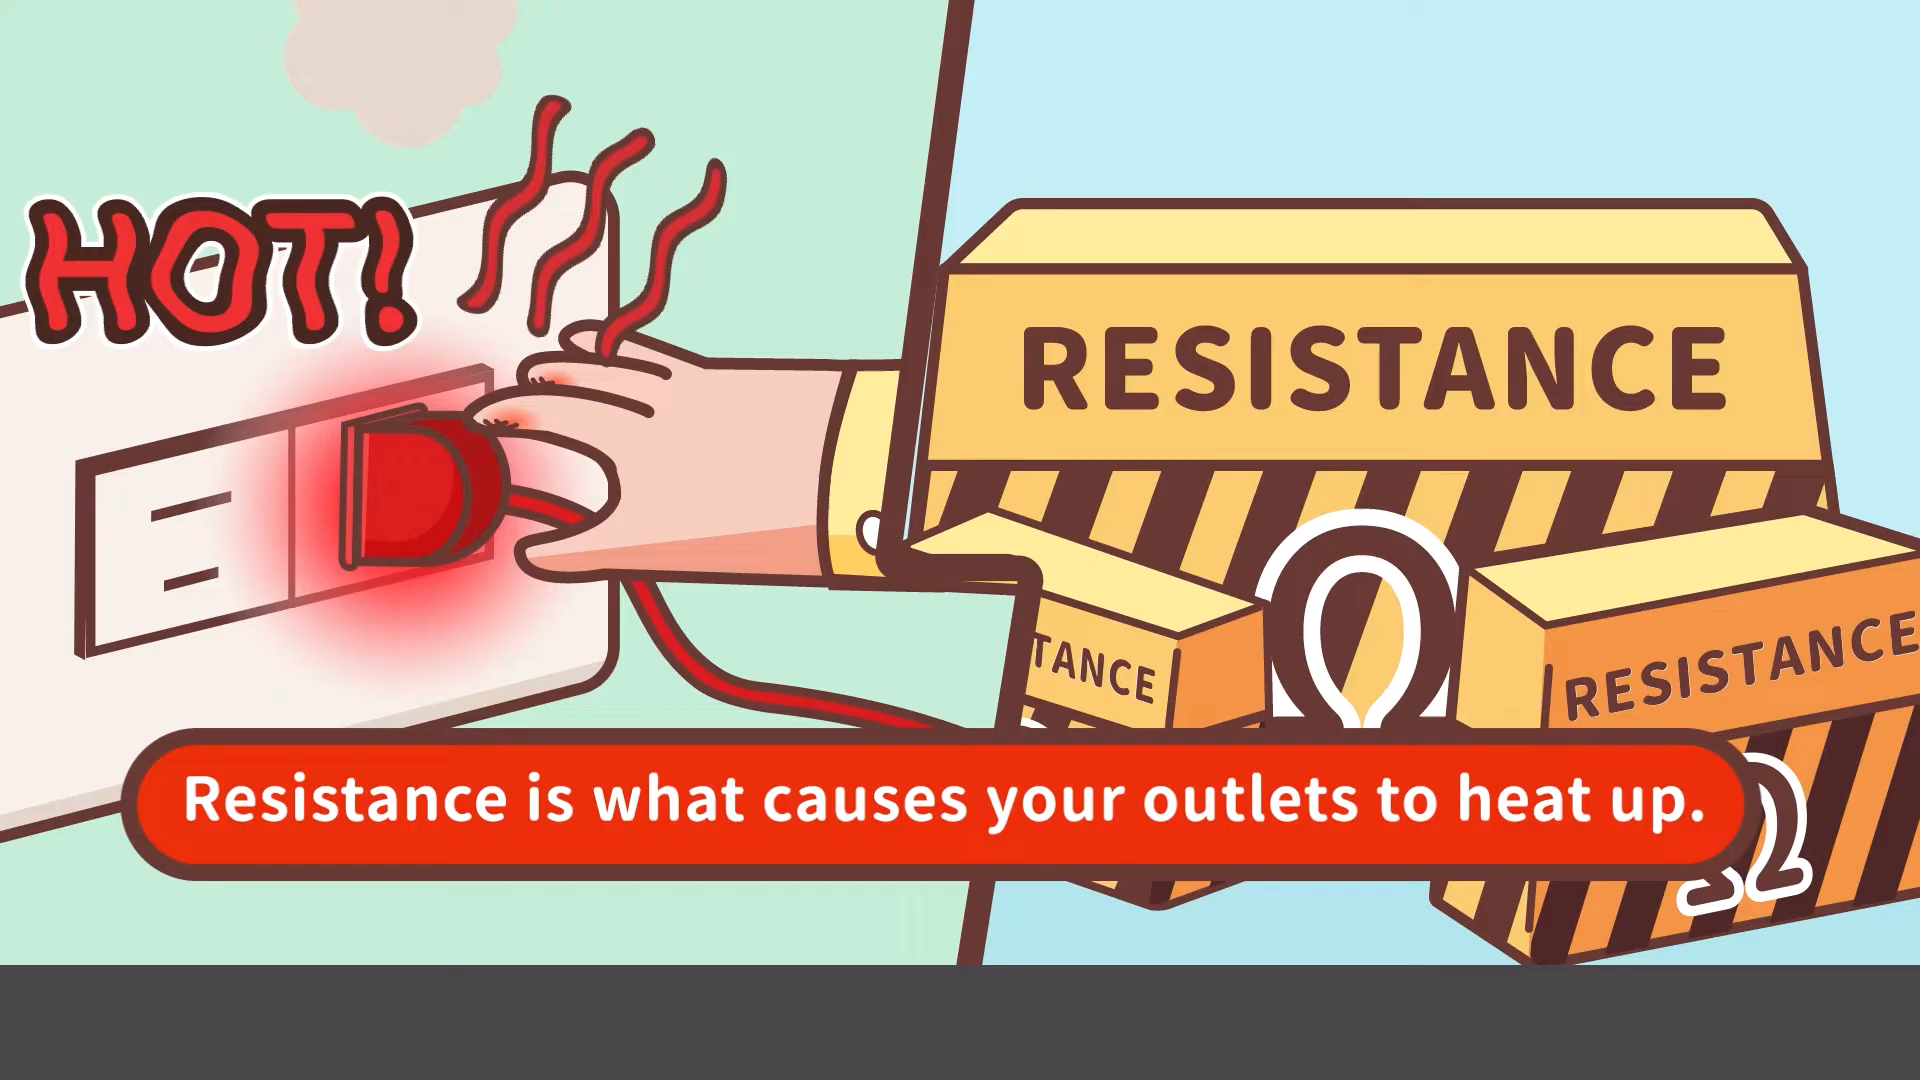 HOT!
RESISTANCE
TANCE
RESISTANCE
Ω
Ω
Resistance is what causes your outlets to heat up.